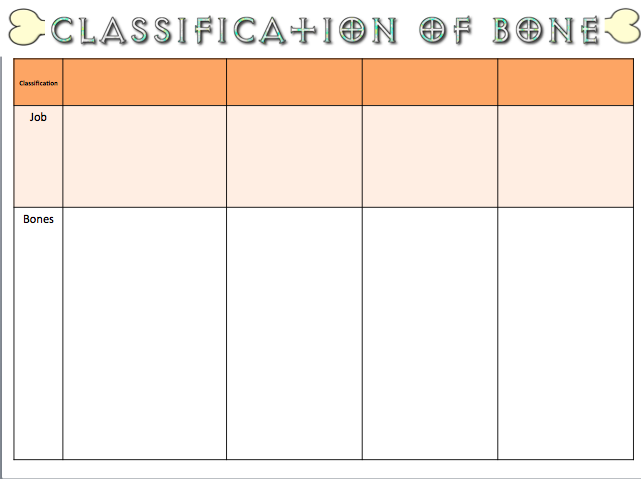 CLASSIFICATION OF BONE
Classification
Job
Bones